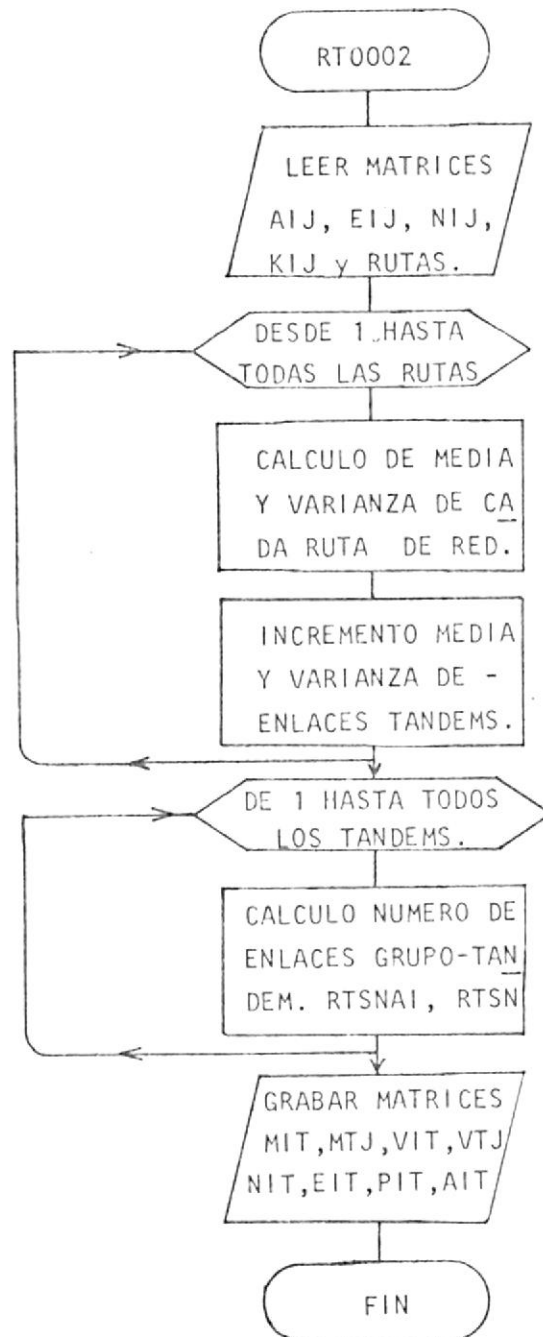 RT0002
LEER MATRICES
AIJ, EIJ, NIJ,
KIJ y RUTAS.
DESDE 1 HASTA
TODAS LAS RUTAS
CALCULO DE MEDIA
Y VARIANZA DE CA
DA RUTA DE RED.
INCREMENTO MEDIA
Y VARIANZA DE -
ENLACES TANDEMS.
DE 1 HASTA TODOS
LOS TANDEMS.
CALCULO NUMERO DE
ENLACES GRUPO-TAN
DEM. RTSNAI, RTSN
GRABAR MATRICES
MIT,MTJ,VIT,VTJ
NIT,EIT,PIT,AIT
FIN